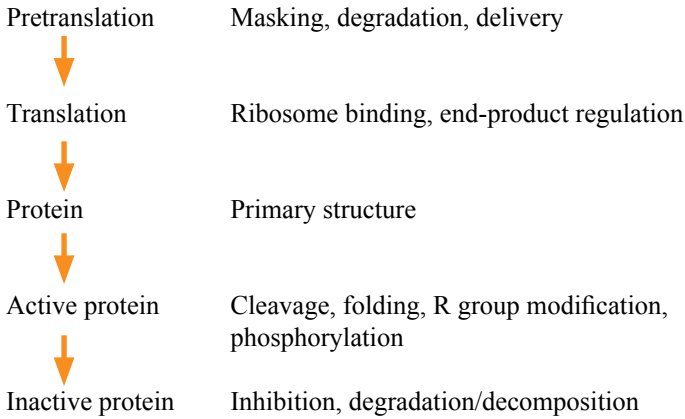 Pretranslation Masking, degradation, delivery
Translation Ribosome binding, end-product regulation
Protein Primary structure
Active protein Cleavage, folding, R group modification,
phosphorylation
Inactive protein Inhibition, degradation/decomposition